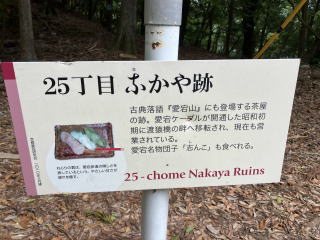 25丁目 ふかや跡
古典落語『愛宕山』にも登場する茶屋
の跡。愛宕ケーブルが開通した昭和初
期に渡猿橋の畔へ移転され、現在も営
業されている。
愛宕名物団子「志んこ」も食べれる。
25 - chome Nakaya Ruins